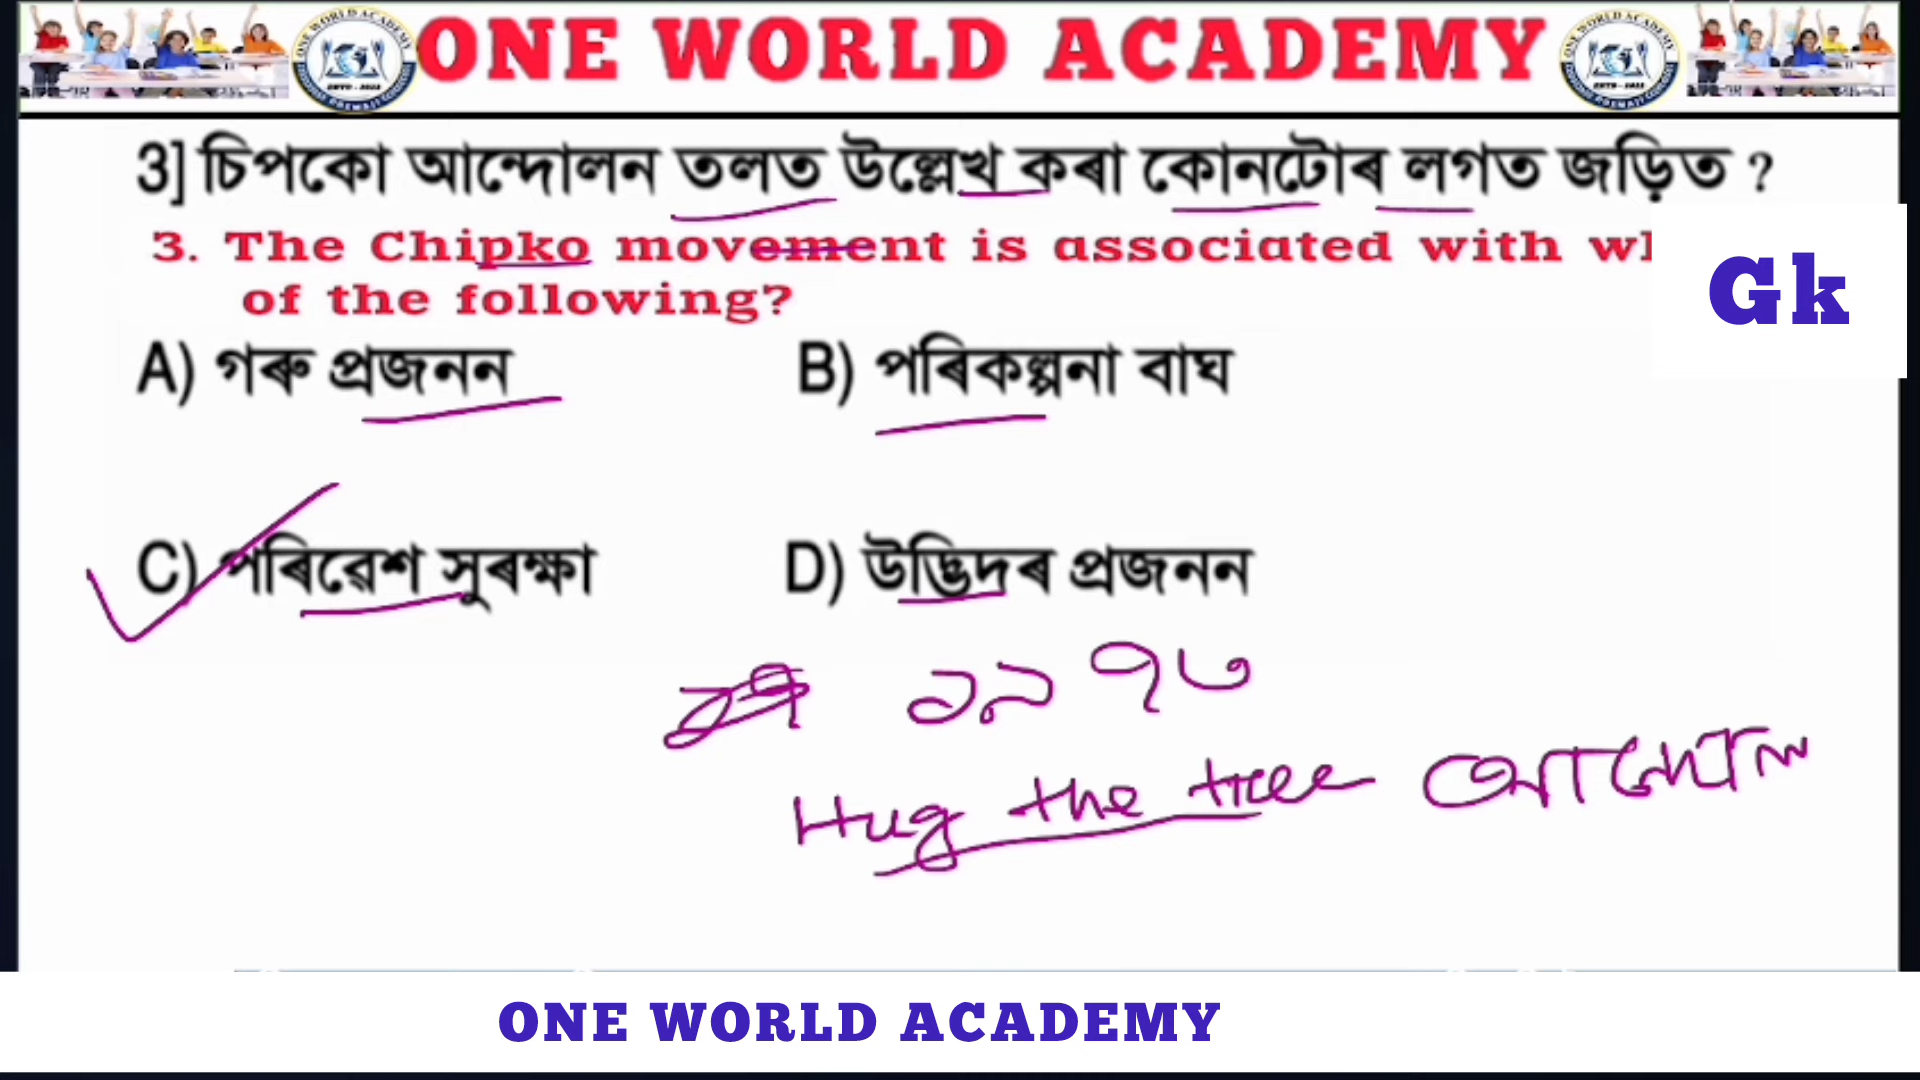 ONE WORLD ACADEMY
3] চিপকো আন্দোলন তলত উল্লেখ কৰা কোনটোৰ লগত জড়িত ?
3. The Chipko movement is associated with
of the following?
Gk
A) গৰু প্ৰজনন B) পৰিকল্পনা বাঘ
C) পৰিৱেশ সুৰক্ষা D) উদ্ভিদৰ প্ৰজনন
১৯৭৩
Hug the tree
ONE WORLD ACADEMY